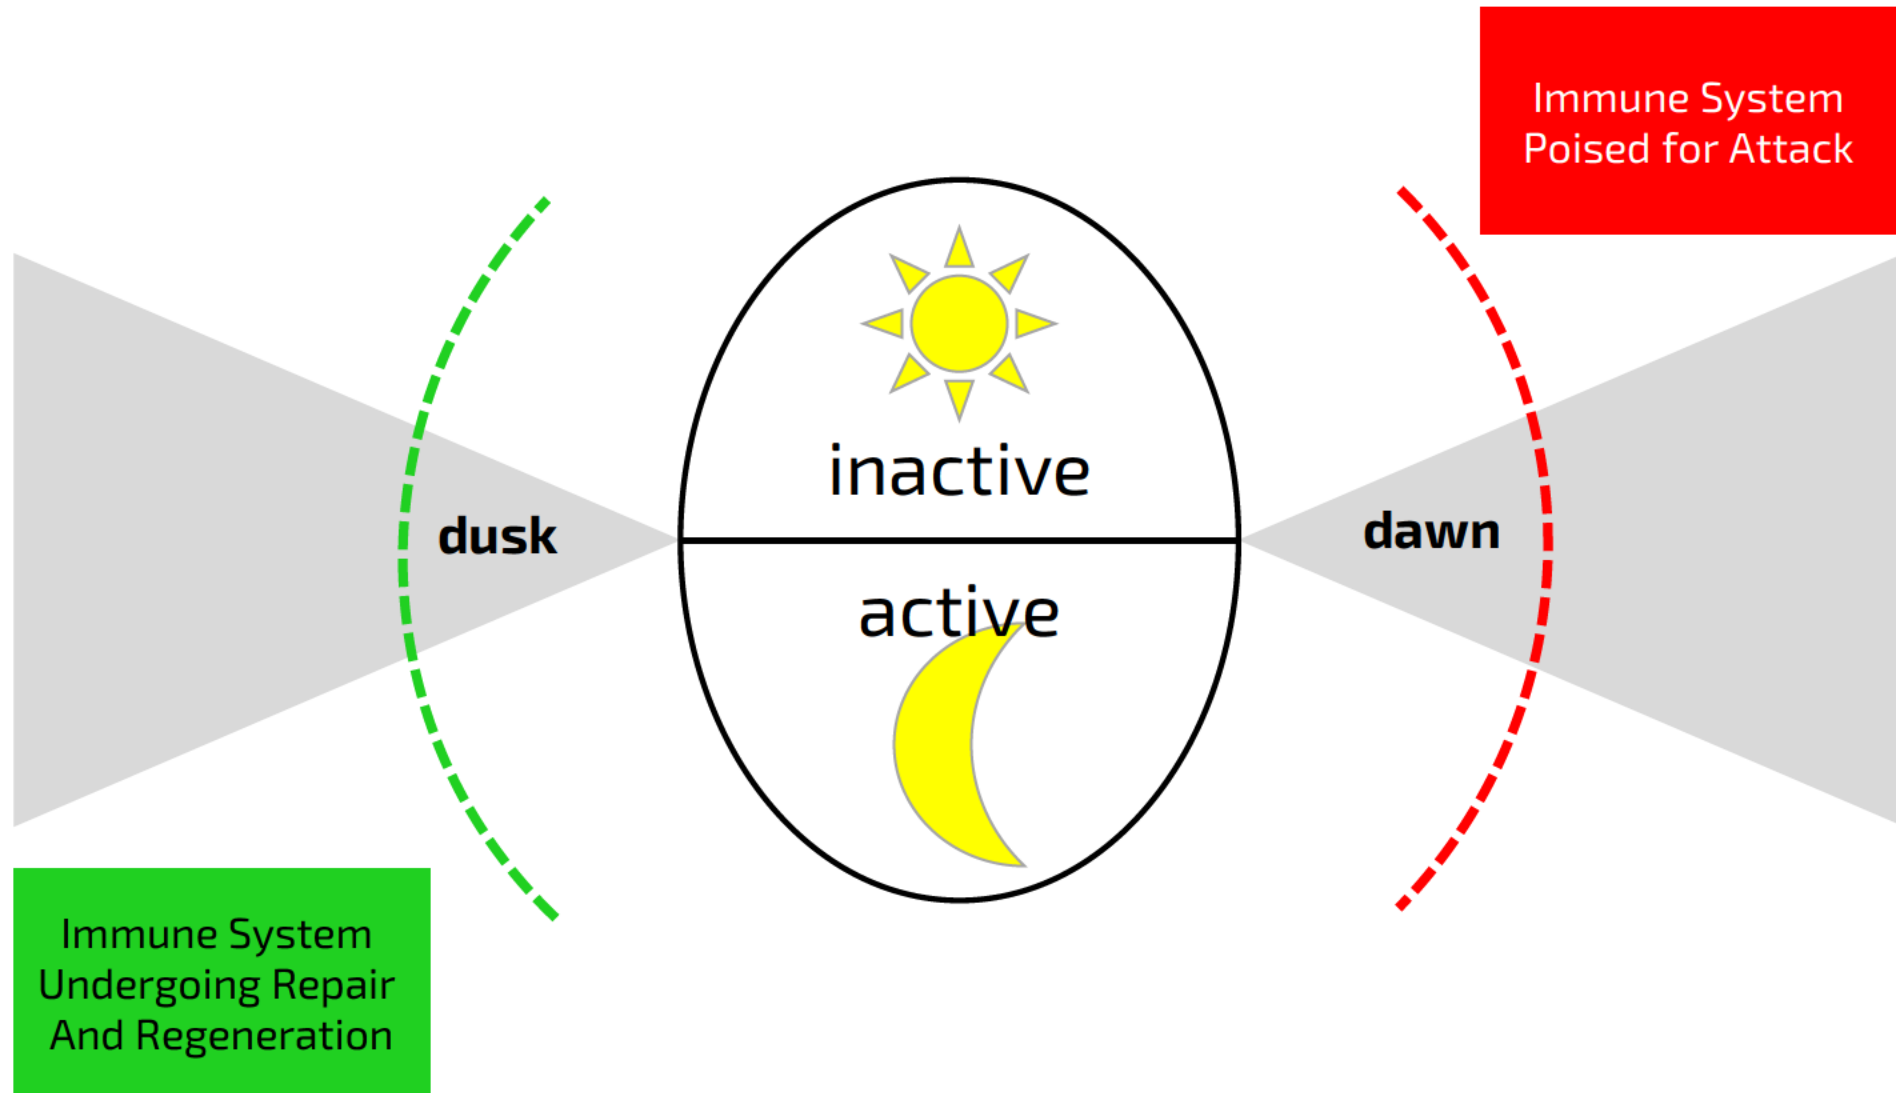 Immune System
Poised for Attack
inactive
dusk
dawn
active
Immune System
Undergoing Repair
And Regeneration